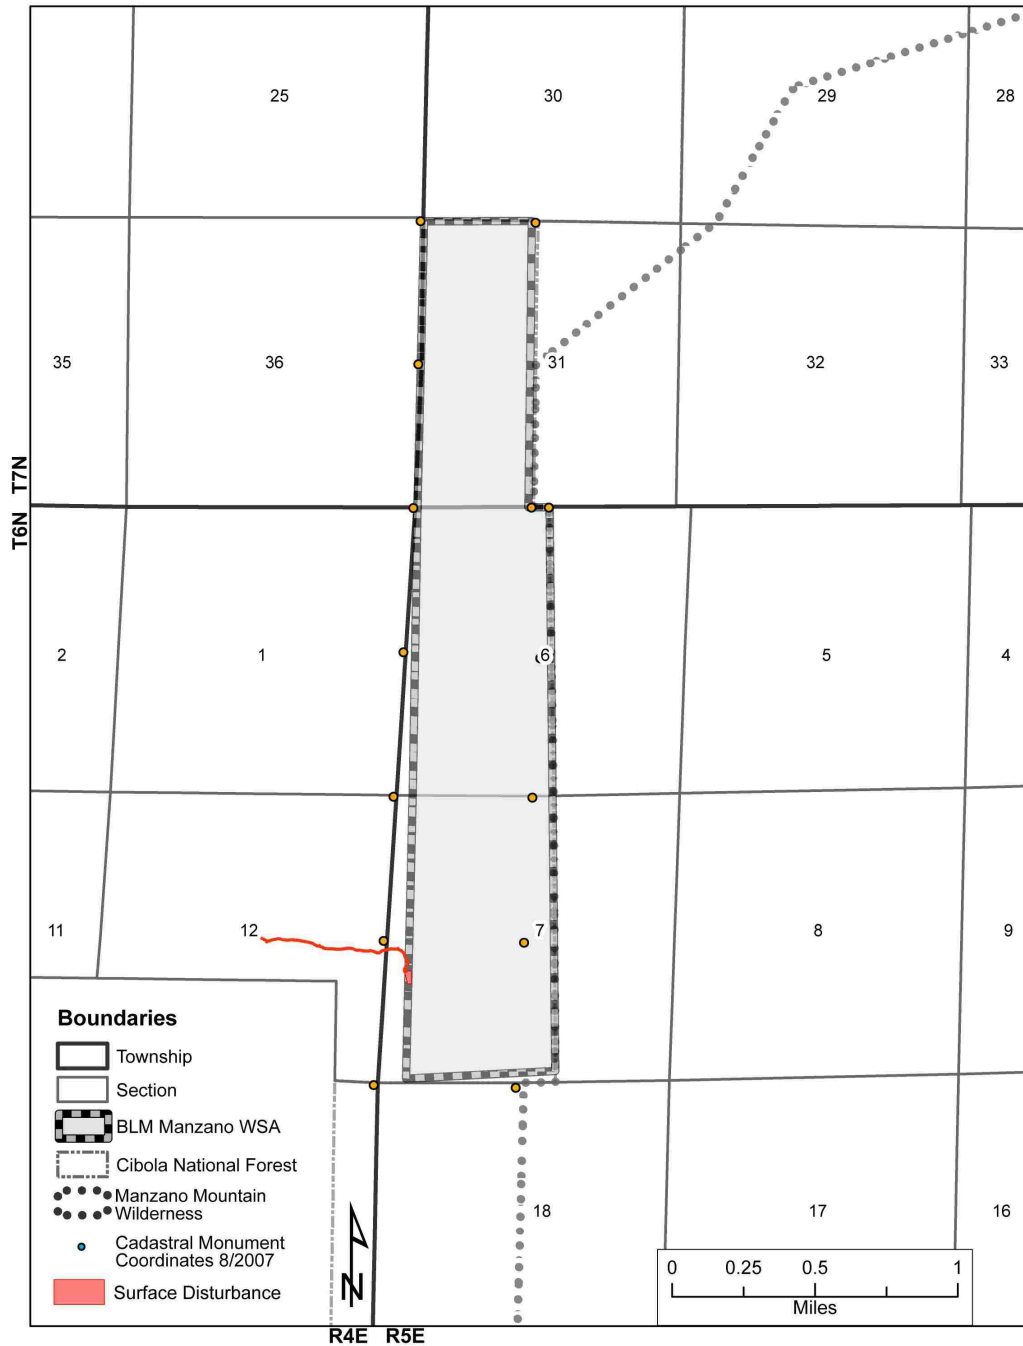 25
30
29
28
35
36
31
32
33
T7N
T6N
2
1
6
5
4
11
12
7
8
9
Boundaries
Township
Section
BLM Manzano WSA
Cibola National Forest
Manzano Mountain
Wilderness
Cadastral Monument
Coordinates 8/2007
Surface Disturbance
N
18
17
16
0
0.25
0.5
1
Miles
R4E
R5E